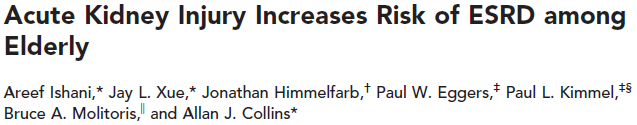 Acute Kidney Injury Increases Risk of ESRD among
Elderly
Areef Ishani,* Jay L. Xue,* Jonathan Himmelfarb,† Paul W. Eggers,‡ Paul L. Kimmel,‡§
Bruce A. Molitoris,‖ and Allan J. Collins*